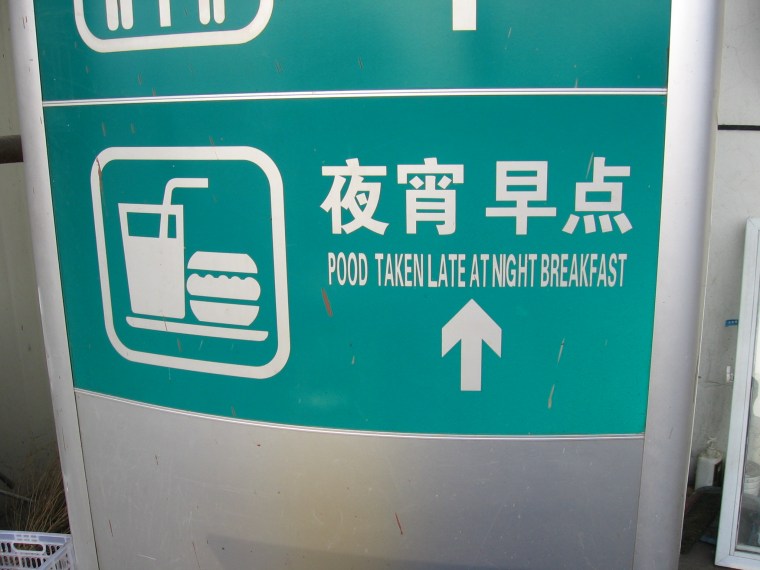 夜宵 早点
POOD TAKEN LATE AT NIGHT BREAKFAST